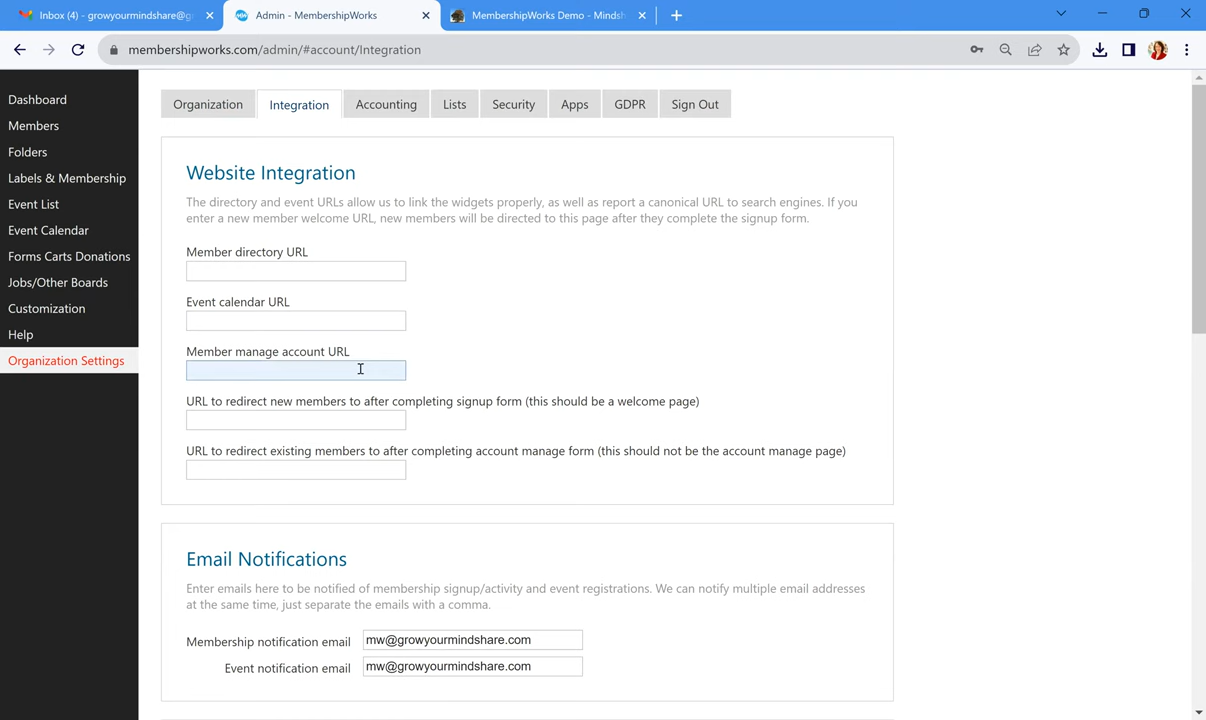 Inbox (4) - growyourmindshare@g
Admin - MembershipWorks
MembershipWorks Demo - Mindsh
membershipworks.com/admin/#account/Integration
Dashboard
Members
Folders
Labels & Membership
Event List
Event Calendar
Forms Carts Donations
Jobs/Other Boards
Customization
Help
Organization Settings
Organization
Integration
Accounting
Lists
Security
Apps
GDPR
Sign Out
Website Integration
The directory and event URLs allow us to link the widgets properly, as well as report a canonical URL to search engines. If you
enter a new member welcome URL, new members will be directed to this page after they complete the signup form.
Member directory URL
Event calendar URL
Member manage account URL
URL to redirect new members to after completing signup form (this should be a welcome page)
URL to redirect existing members to after completing account manage form (this should not be the account manage page)
Email Notifications
Enter emails here to be notified of membership signup/activity and event registrations. We can notify multiple email addresses
at the same time, just separate the emails with a comma.
Membership notification email mw@growyourmindshare.com
Event notification email mw@growyourmindshare.com